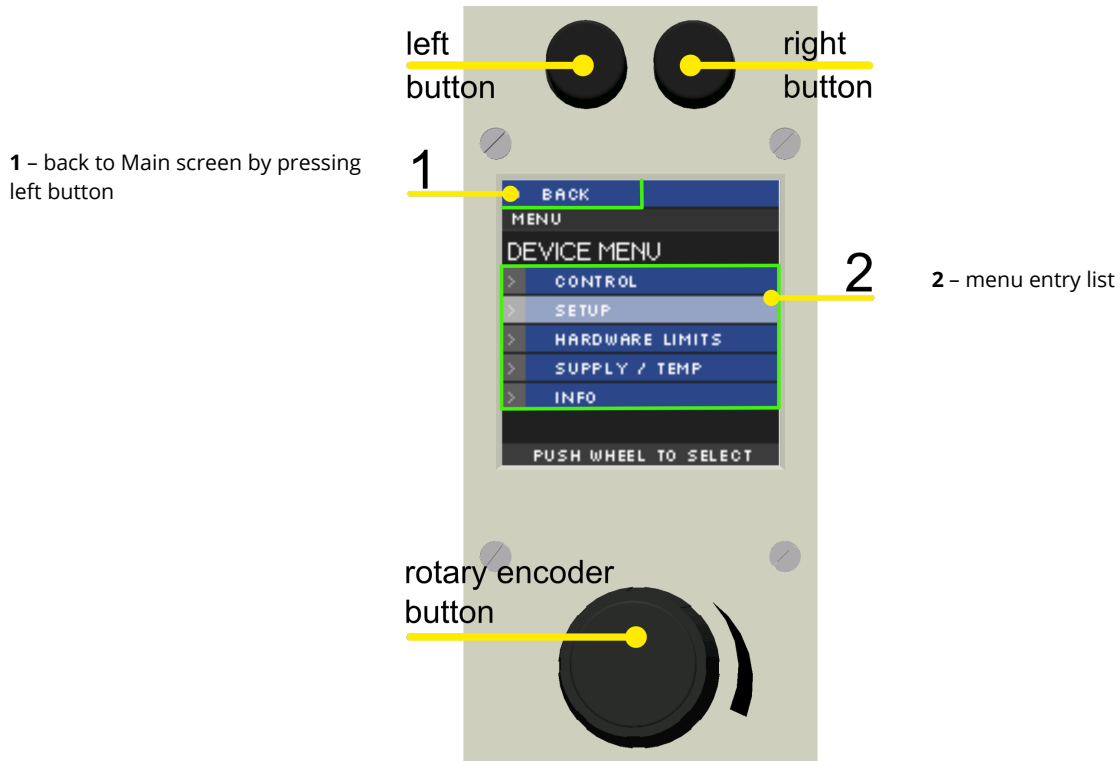 left
button
right
button
1 – back to Main screen by pressing
left button
1
BACK
MENU
DEVICE MENU
> CONTROL
> SETUP
> HARDWARE LIMITS
> SUPPLY / TEMP
> INFO
2
2 – menu entry list
PUSH WHEEL TO SELECT
rotary encoder
button